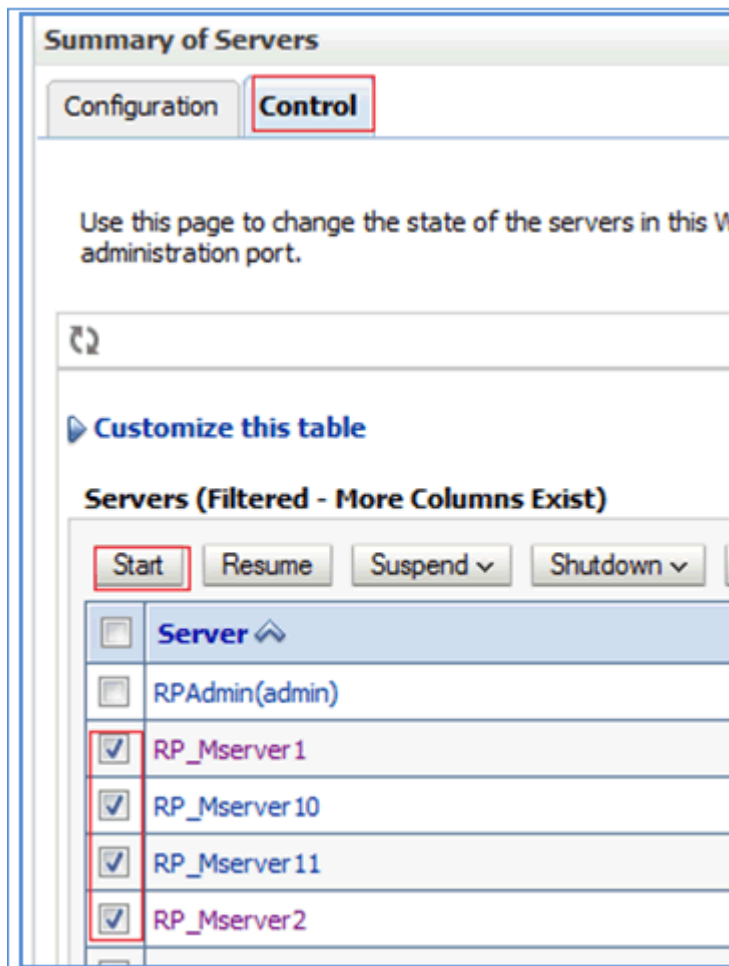 Summary of Servers
Configuration Control
Use this page to change the state of the servers in this W
administration port.
Customize this table
Servers (Filtered - More Columns Exist)
Start Resume Suspend Shutdown
Server
RPAdmin(admin)
RP_Mserver1
RP_Mserver10
RP_Mserver11
RP_Mserver2